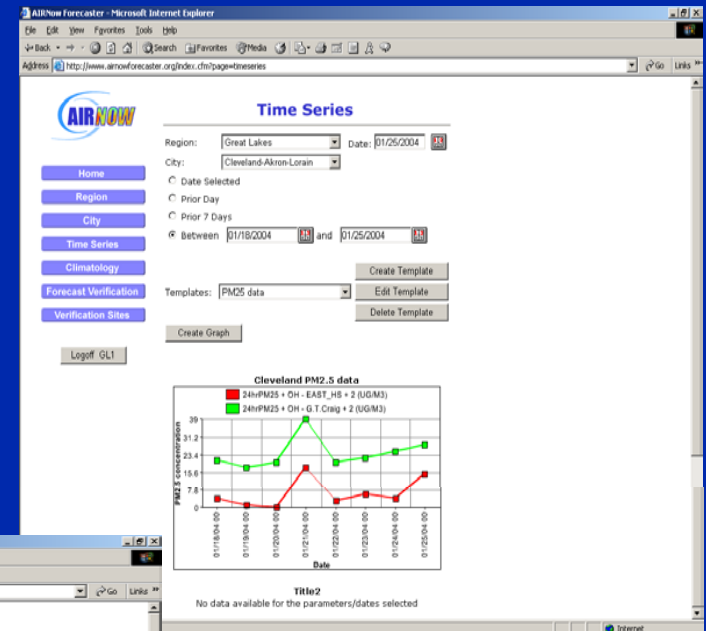 AIRNow Forecaster - Microsoft Internet Explorer
File Edit View Favorites Tools Help
Back Search Favorites Media
Address http://www.airnowforecaster.org/index.cfm?page=timeseries Go Links »
AIRNOW
Time Series
Region: Great Lakes Date: 01/25/2004
City: Cleveland-Akron-Lorain
Date Selected
Prior Day
Prior 7 Days
Between 01/18/2004 and 01/25/2004
Home
Region
City
Time Series
Climatology
Forecast Verification
Verification Sites
Logoff GL1
Create Template
Templates: PM25 data Edit Template
Delete Template
Create Graph
Cleveland PM2.5 data
24hrPM25 + OH - EAST_HS + 2 (UG/M3)
24hrPM25 + OH - G.T.Craig + 2 (UG/M3)
PM2.5 concentration
39
31.2
23.4
15.6
7.8
0
01/18/04 00
01/19/04 00
01/20/04 00
01/21/04 00
01/22/04 00
01/23/04 00
01/24/04 00
01/25/04 00
Date
Title2
No data available for the parameters/dates selected
Internet
Go Links »